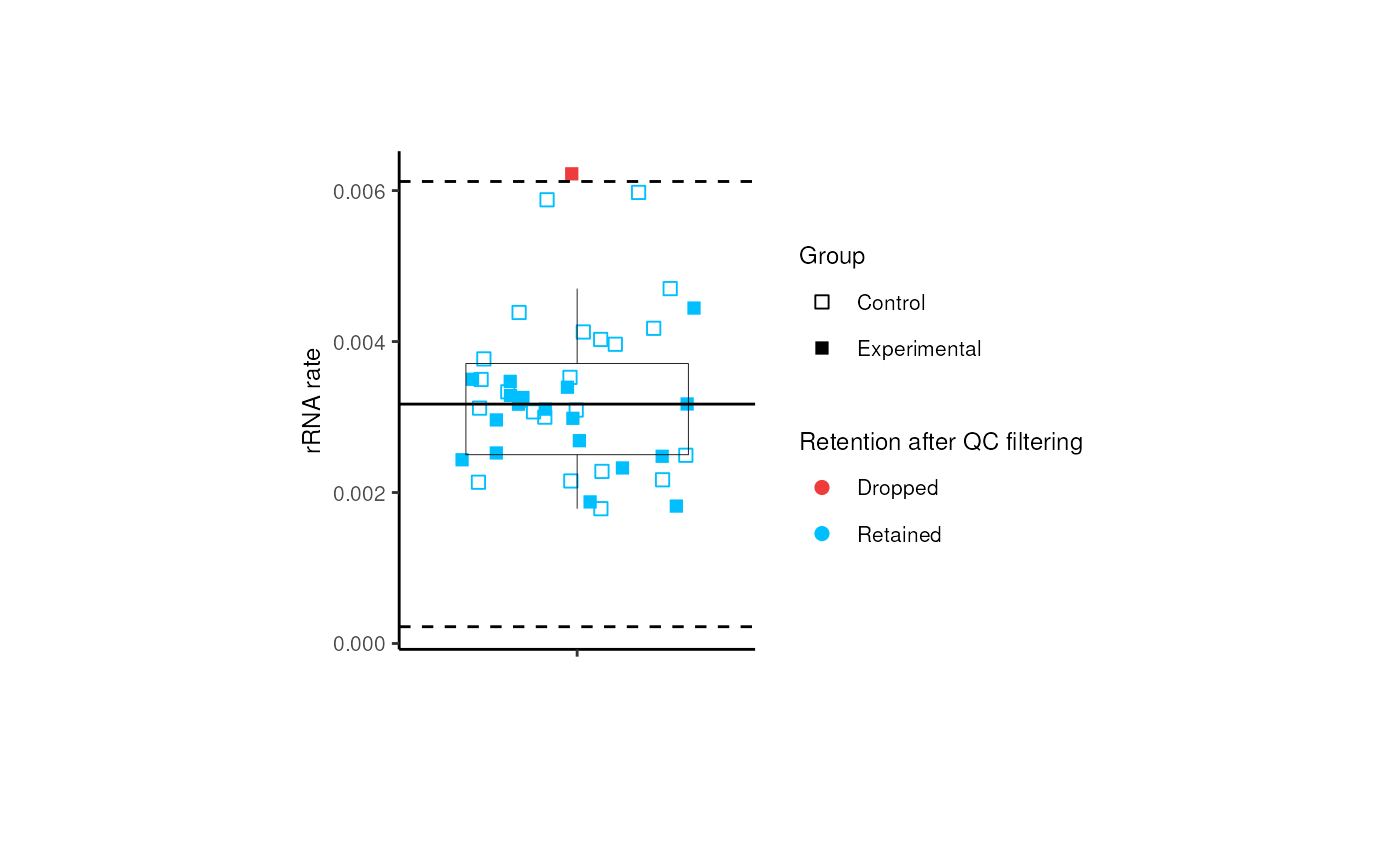 rRNA rate
0.006
0.004
0.002
0.000
Group
Control
Experimental
Retention after QC filtering
Dropped
Retained